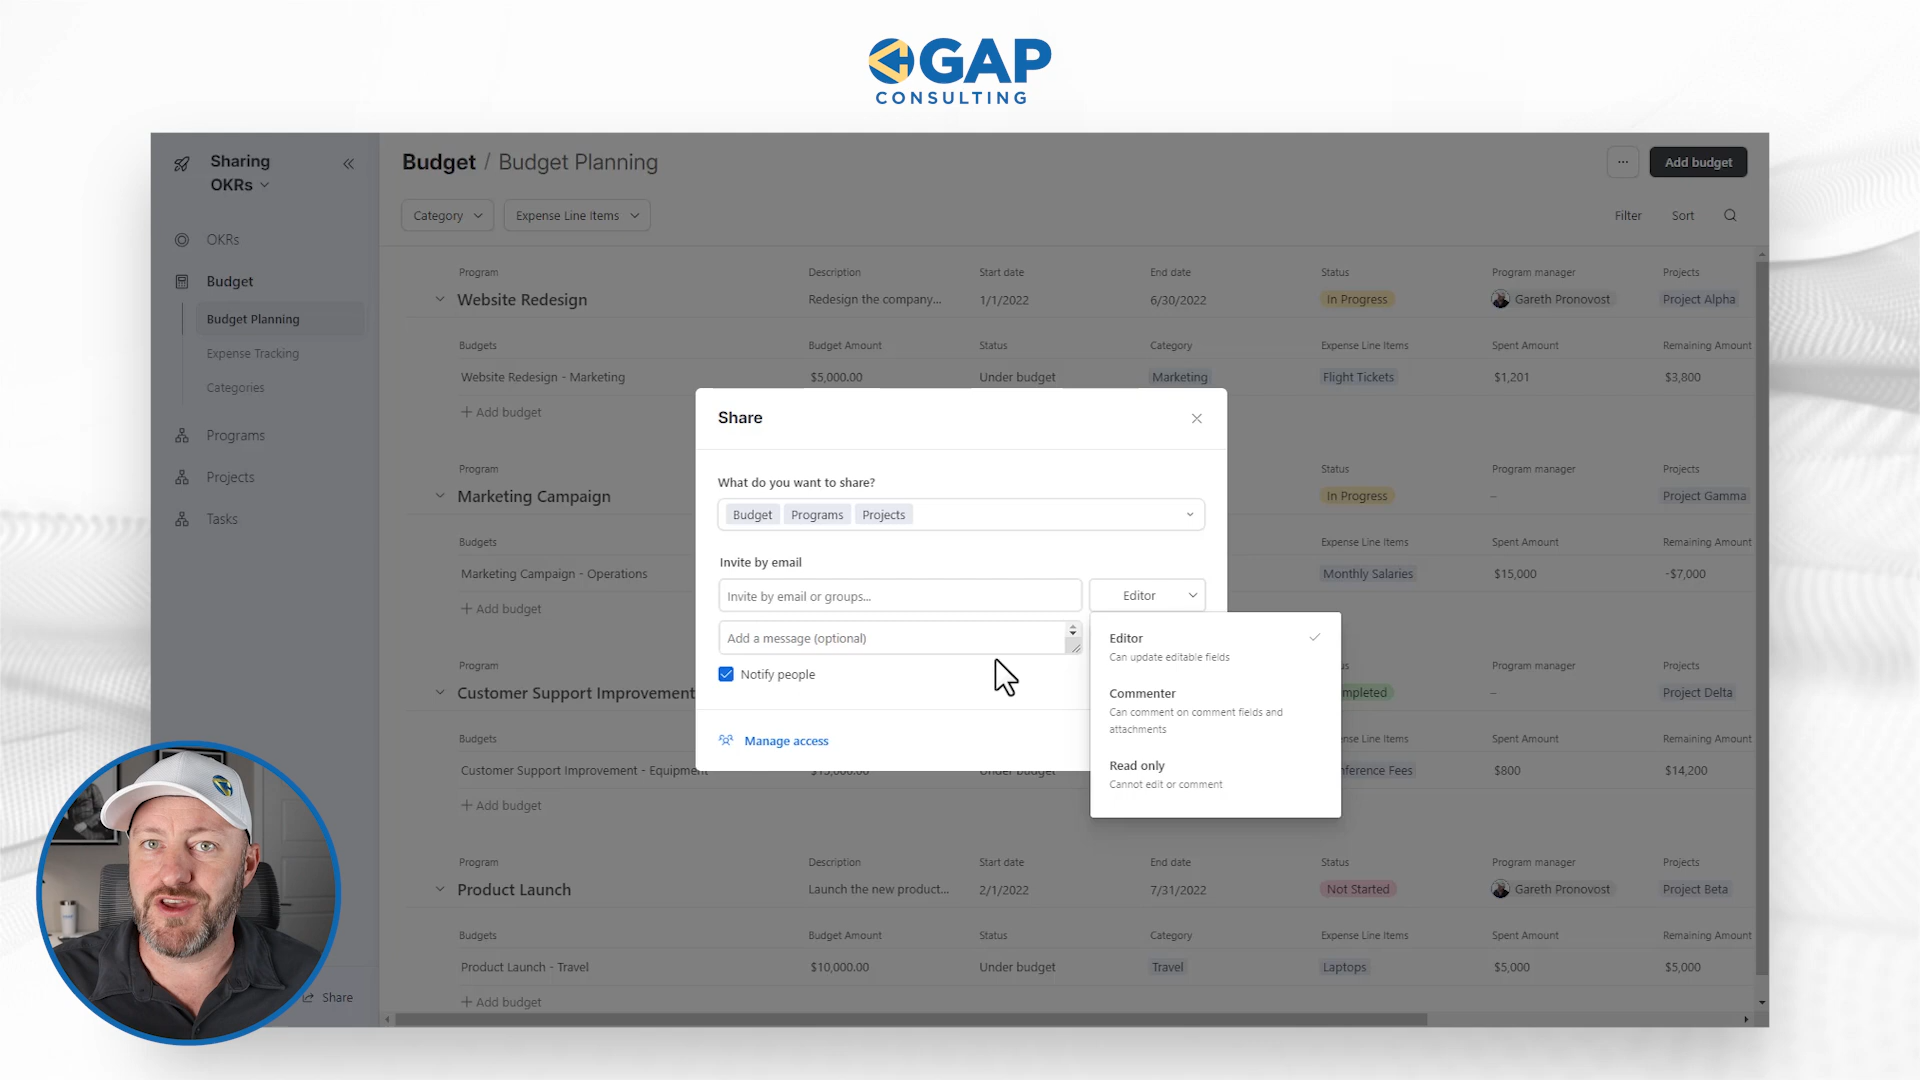 GAP
CONSULTING
Sharing
OKRs
Budget / Budget Planning
...
Add budget
Category
Expense Line Items
Filter
Sort
OKRs
Budget
Budget Planning
Expense Tracking
Categories
Programs
Projects
Tasks
Share
Program Description Start date End date Status Program manager Projects
Website Redesign Redesign the company... 1/1/2022 6/30/2022 In Progress Gareth Pronovost Project Alpha
Budgets Budget Amount Status Category Expense Line Items Spent Amount Remaining Amount
Website Redesign - Marketing $5,000.00 Under budget Marketing Flight Tickets $1,201 $3,800
+ Add budget
Program Status Program manager Projects
Marketing Campaign In Progress – Project Gamma
Budgets Expense Line Items Spent Amount Remaining Amount
Marketing Campaign - Operations Monthly Salaries $15,000 -$7,000
+ Add budget
Program Program manager Projects
Customer Support Improvement – Project Delta
Budgets Spent Amount Remaining Amount
Customer Support Improvement - Equipment $15,000.00 Under budget $800 $14,200
+ Add budget
Program Description Start date End date Status Program manager Projects
Product Launch Launch the new product... 2/1/2022 7/31/2022 Not Started Gareth Pronovost Project Beta
Budgets Budget Amount Status Category Expense Line Items Spent Amount Remaining Amount
Product Launch - Travel $10,000.00 Under budget Travel Laptops $5,000 $5,000
+ Add budget
Share
What do you want to share?
Budget Programs Projects
Invite by email
Invite by email or groups...
Editor
Add a message (optional)
Notify people
Manage access
Editor
Can update editable fields
Commenter
Can comment on comment fields and
attachments
Read only
Cannot edit or comment